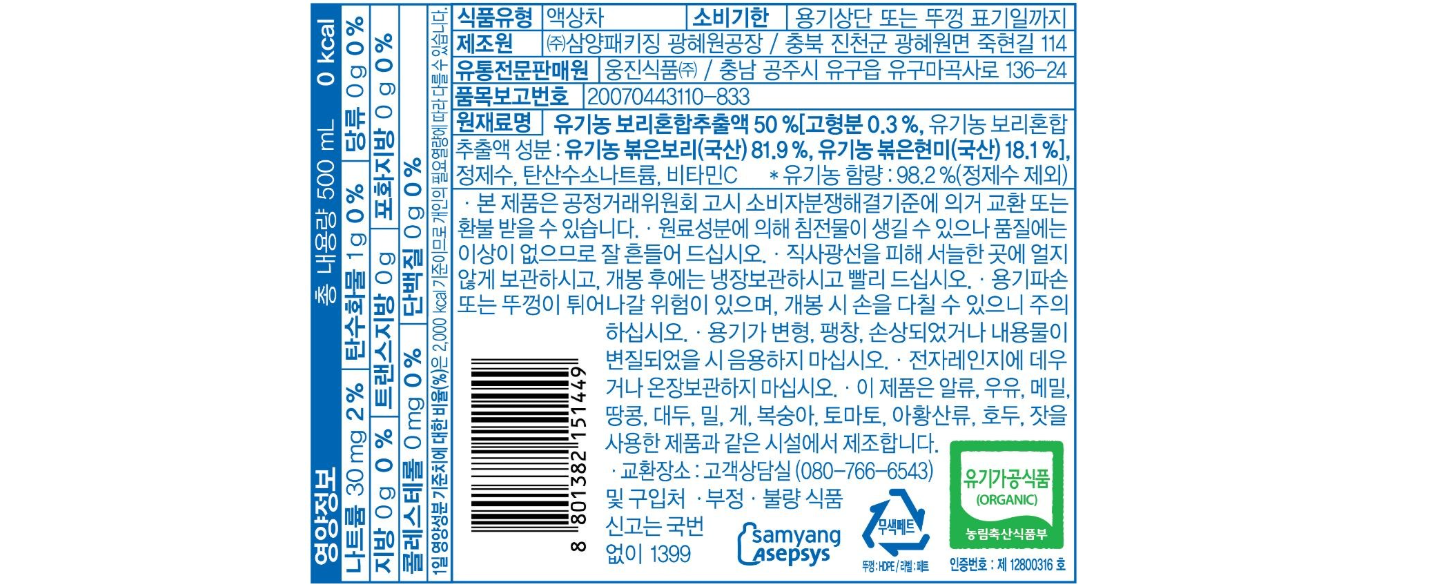 영양정보 총 내용량 500 mL 0 kcal
나트륨 30 mg 2 % 탄수화물 1 g 0 % 당류 0 g 0 %
지방 0 g 0 % 트랜스지방 0 g 포화지방 0 g 0 %
콜레스테롤 0 mg 0 % 단백질 0 g 0 %
1일 영양성분 기준치에 대한 비율(%)은 2,000 kcal 기준이므로 개인의 필요열량에 따라 다를 수 있습니다.
식품유형 액상차 소비기한 용기상단 또는 뚜껑 표기일까지
제조원 ㈜삼양패키징 광혜원공장 / 충북 진천군 광혜원면 죽현길 114
유통전문판매원 웅진식품㈜ / 충남 공주시 유구읍 유구마곡사로 136-24
품목보고번호 20070443110-833
원재료명 유기농 보리혼합추출액 50 %[고형분 0.3 %, 유기농 보리혼합
추출액 성분 : 유기농 볶은보리(국산) 81.9 %, 유기농 볶은현미(국산) 18.1 %],
정제수, 탄산수소나트륨, 비타민C * 유기농 함량 : 98.2 %(정제수 제외)
· 본 제품은 공정거래위원회 고시 소비자분쟁해결기준에 의거 교환 또는
환불 받을 수 있습니다. · 원료성분에 의해 침전물이 생길 수 있으나 품질에는
이상이 없으므로 잘 흔들어 드십시오. · 직사광선을 피해 서늘한 곳에 얼지
않게 보관하시고, 개봉 후에는 냉장보관하시고 빨리 드십시오. · 용기파손
또는 뚜껑이 튀어나갈 위험이 있으며, 개봉 시 손을 다칠 수 있으니 주의
하십시오. · 용기가 변형, 팽창, 손상되었거나 내용물이
변질되었을 시 음용하지 마십시오. · 전자레인지에 데우
거나 온장보관하지 마십시오. · 이 제품은 알류, 우유, 메밀,
땅콩, 대두, 밀, 게, 복숭아, 토마토, 아황산류, 호두, 잣을
사용한 제품과 같은 시설에서 제조합니다.
· 교환장소 : 고객상담실 (080-766-6543)
및 구입처 · 부정 · 불량 식품
신고는 국번
없이 1399
8 801382 151449
samyang
Asepsys
무색페트
뚜껑 : HDPE / 라벨 : 페트
유기가공식품
(ORGANIC)
농림축산식품부
인증번호 : 제 12800316 호